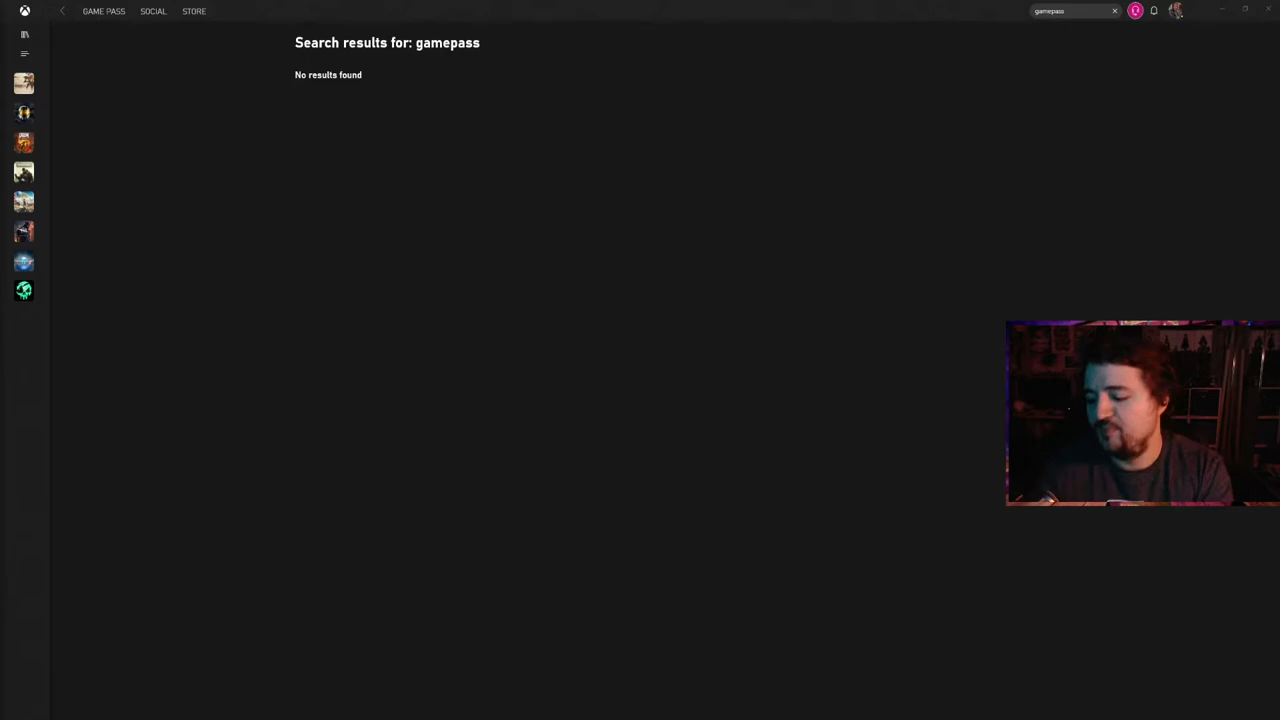 GAME PASS
SOCIAL
STORE
gamepass
Search results for: gamepass
No results found